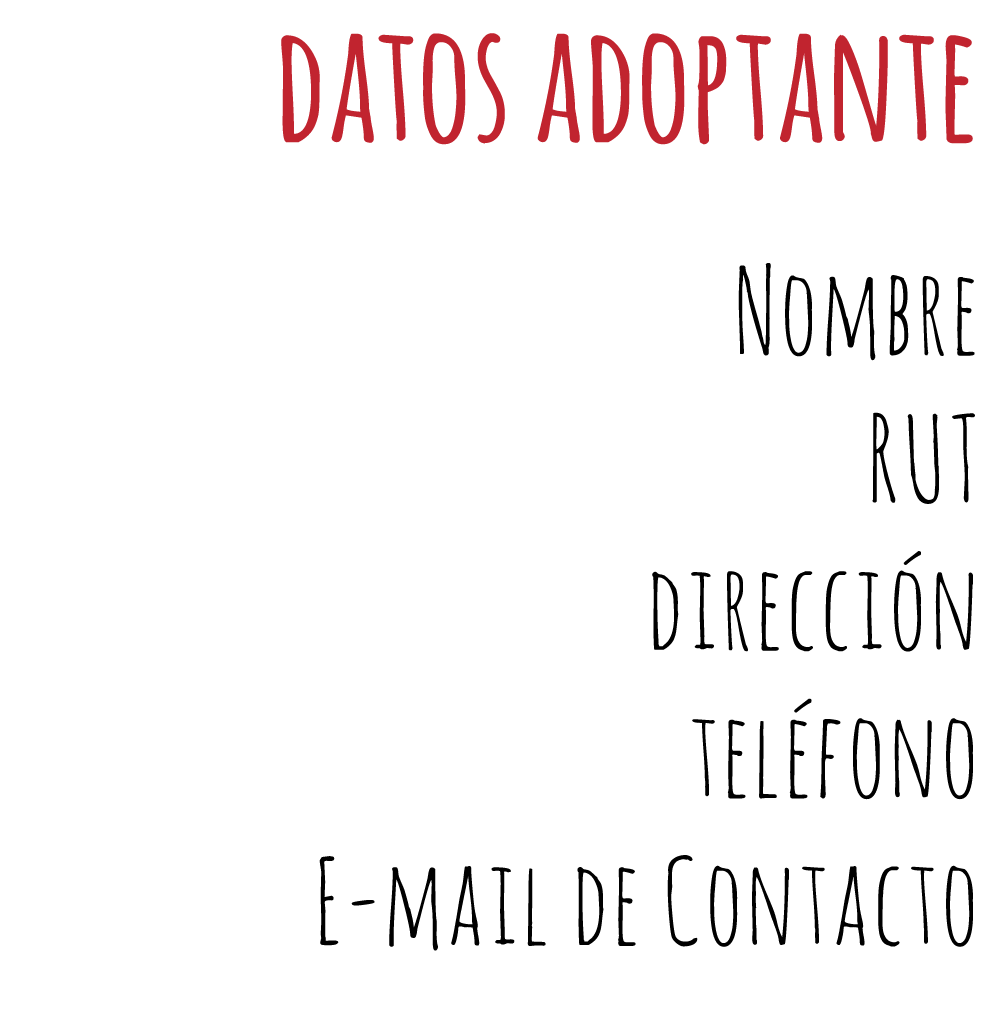 DATOS ADOPTANTE
NOMBRE
RUT
DIRECCIÓN
TELÉFONO
E-MAIL DE CONTACTO